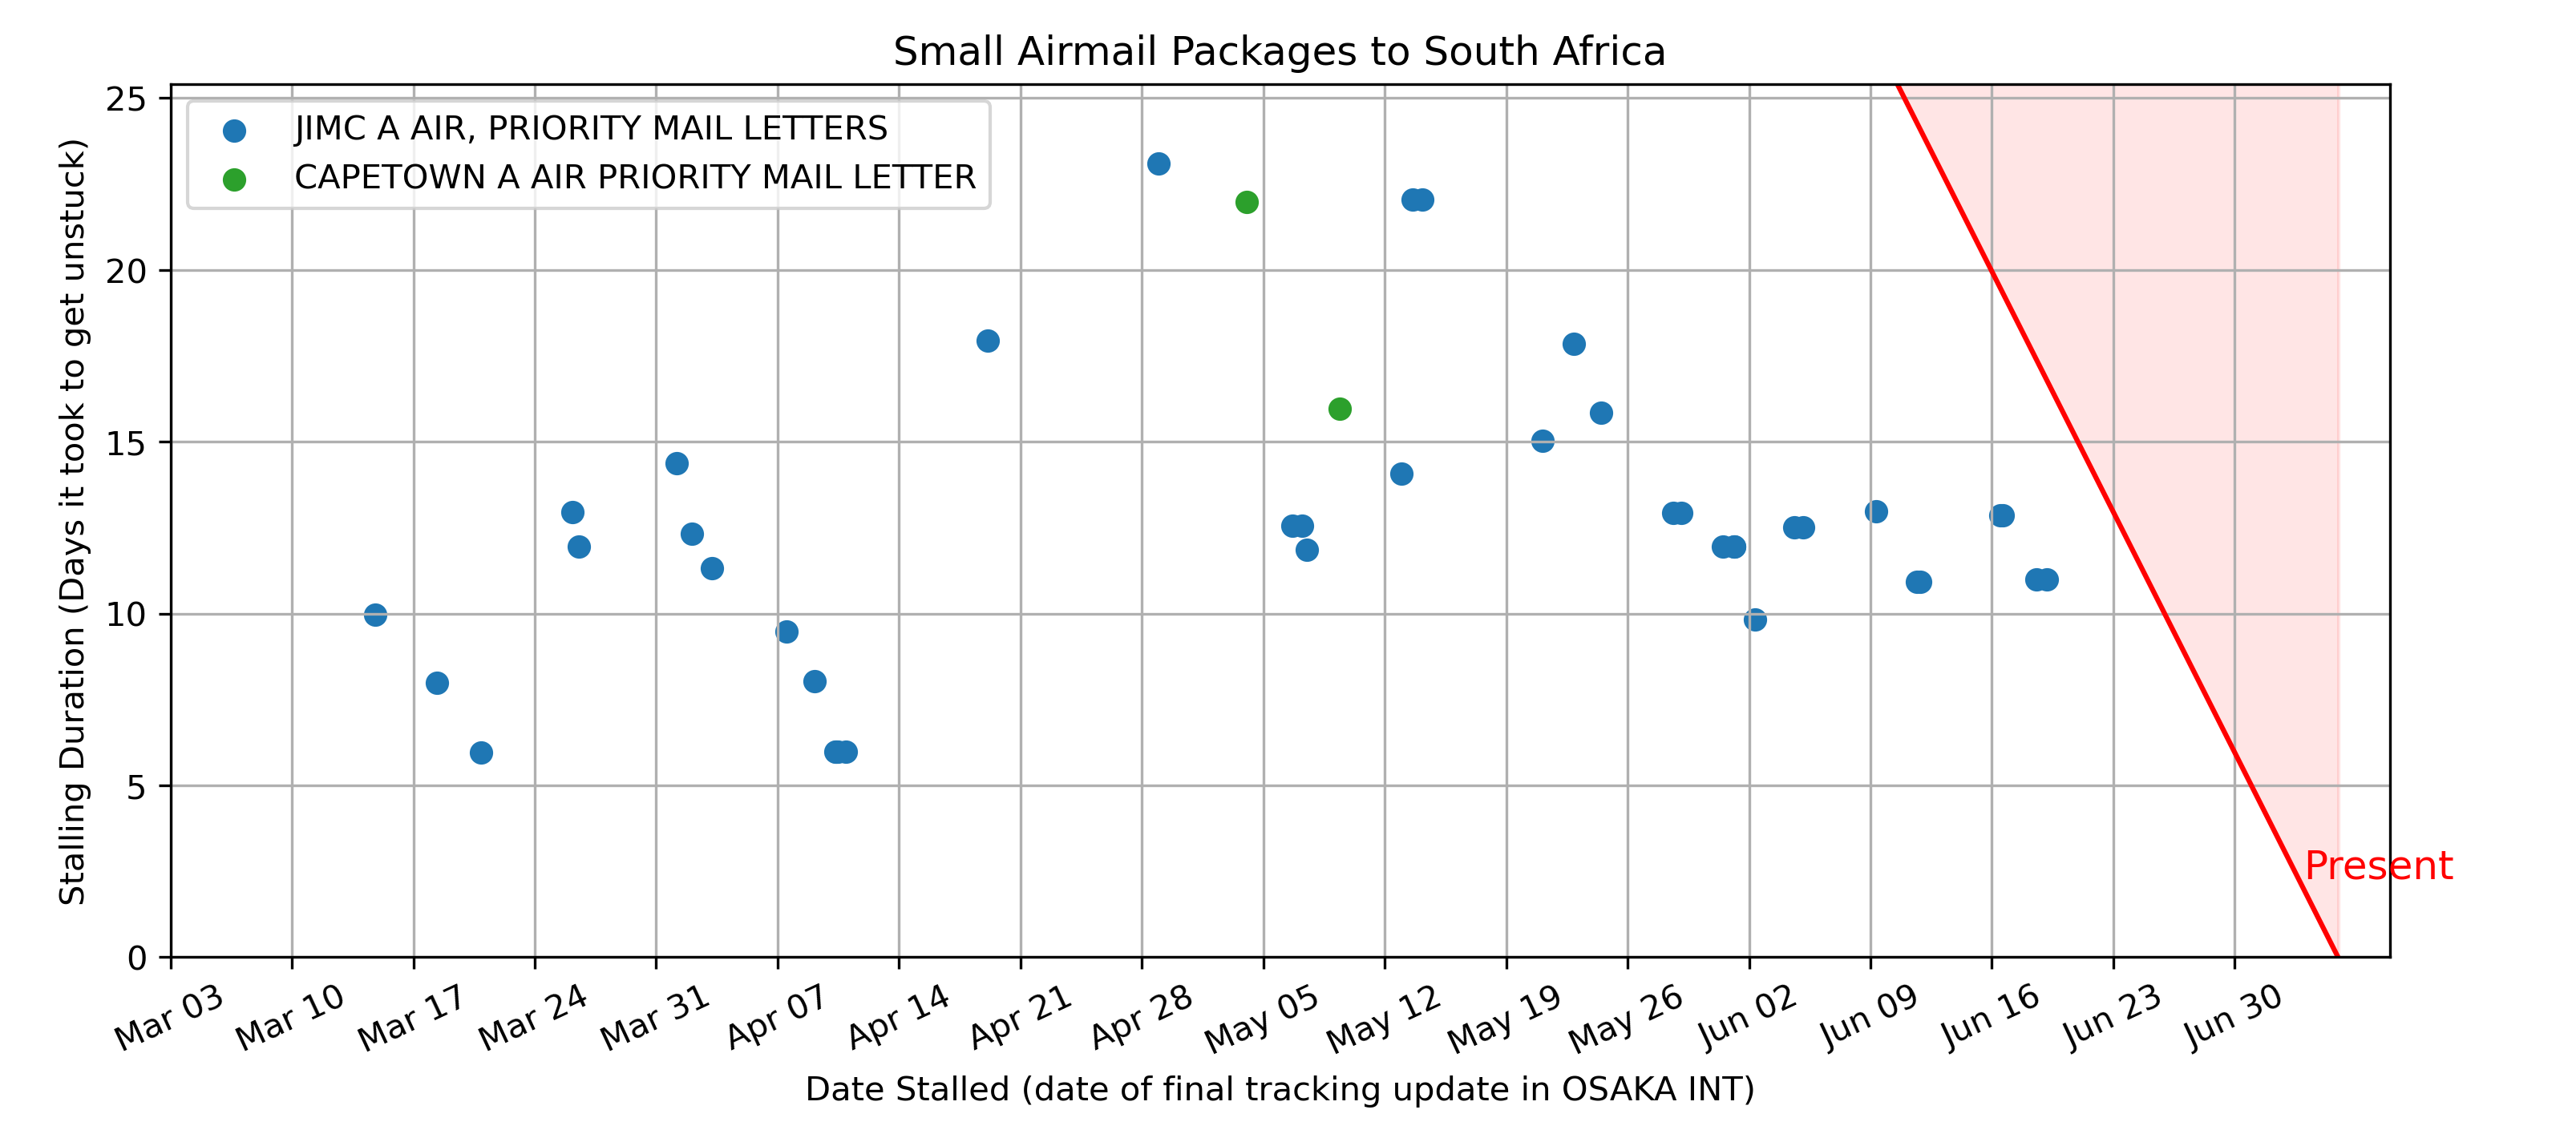 Small Airmail Packages to South Africa
JIMC A AIR, PRIORITY MAIL LETTERS
CAPETOWN A AIR PRIORITY MAIL LETTER
Stalling Duration (Days it took to get unstuck)
25
20
15
10
5
0
Present
Mar 03
Mar 10
Mar 17
Mar 24
Mar 31
Apr 07
Apr 14
Apr 21
Apr 28
May 05
May 12
May 19
May 26
Jun 02
Jun 09
Jun 16
Jun 23
Jun 30
Date Stalled (date of final tracking update in OSAKA INT)